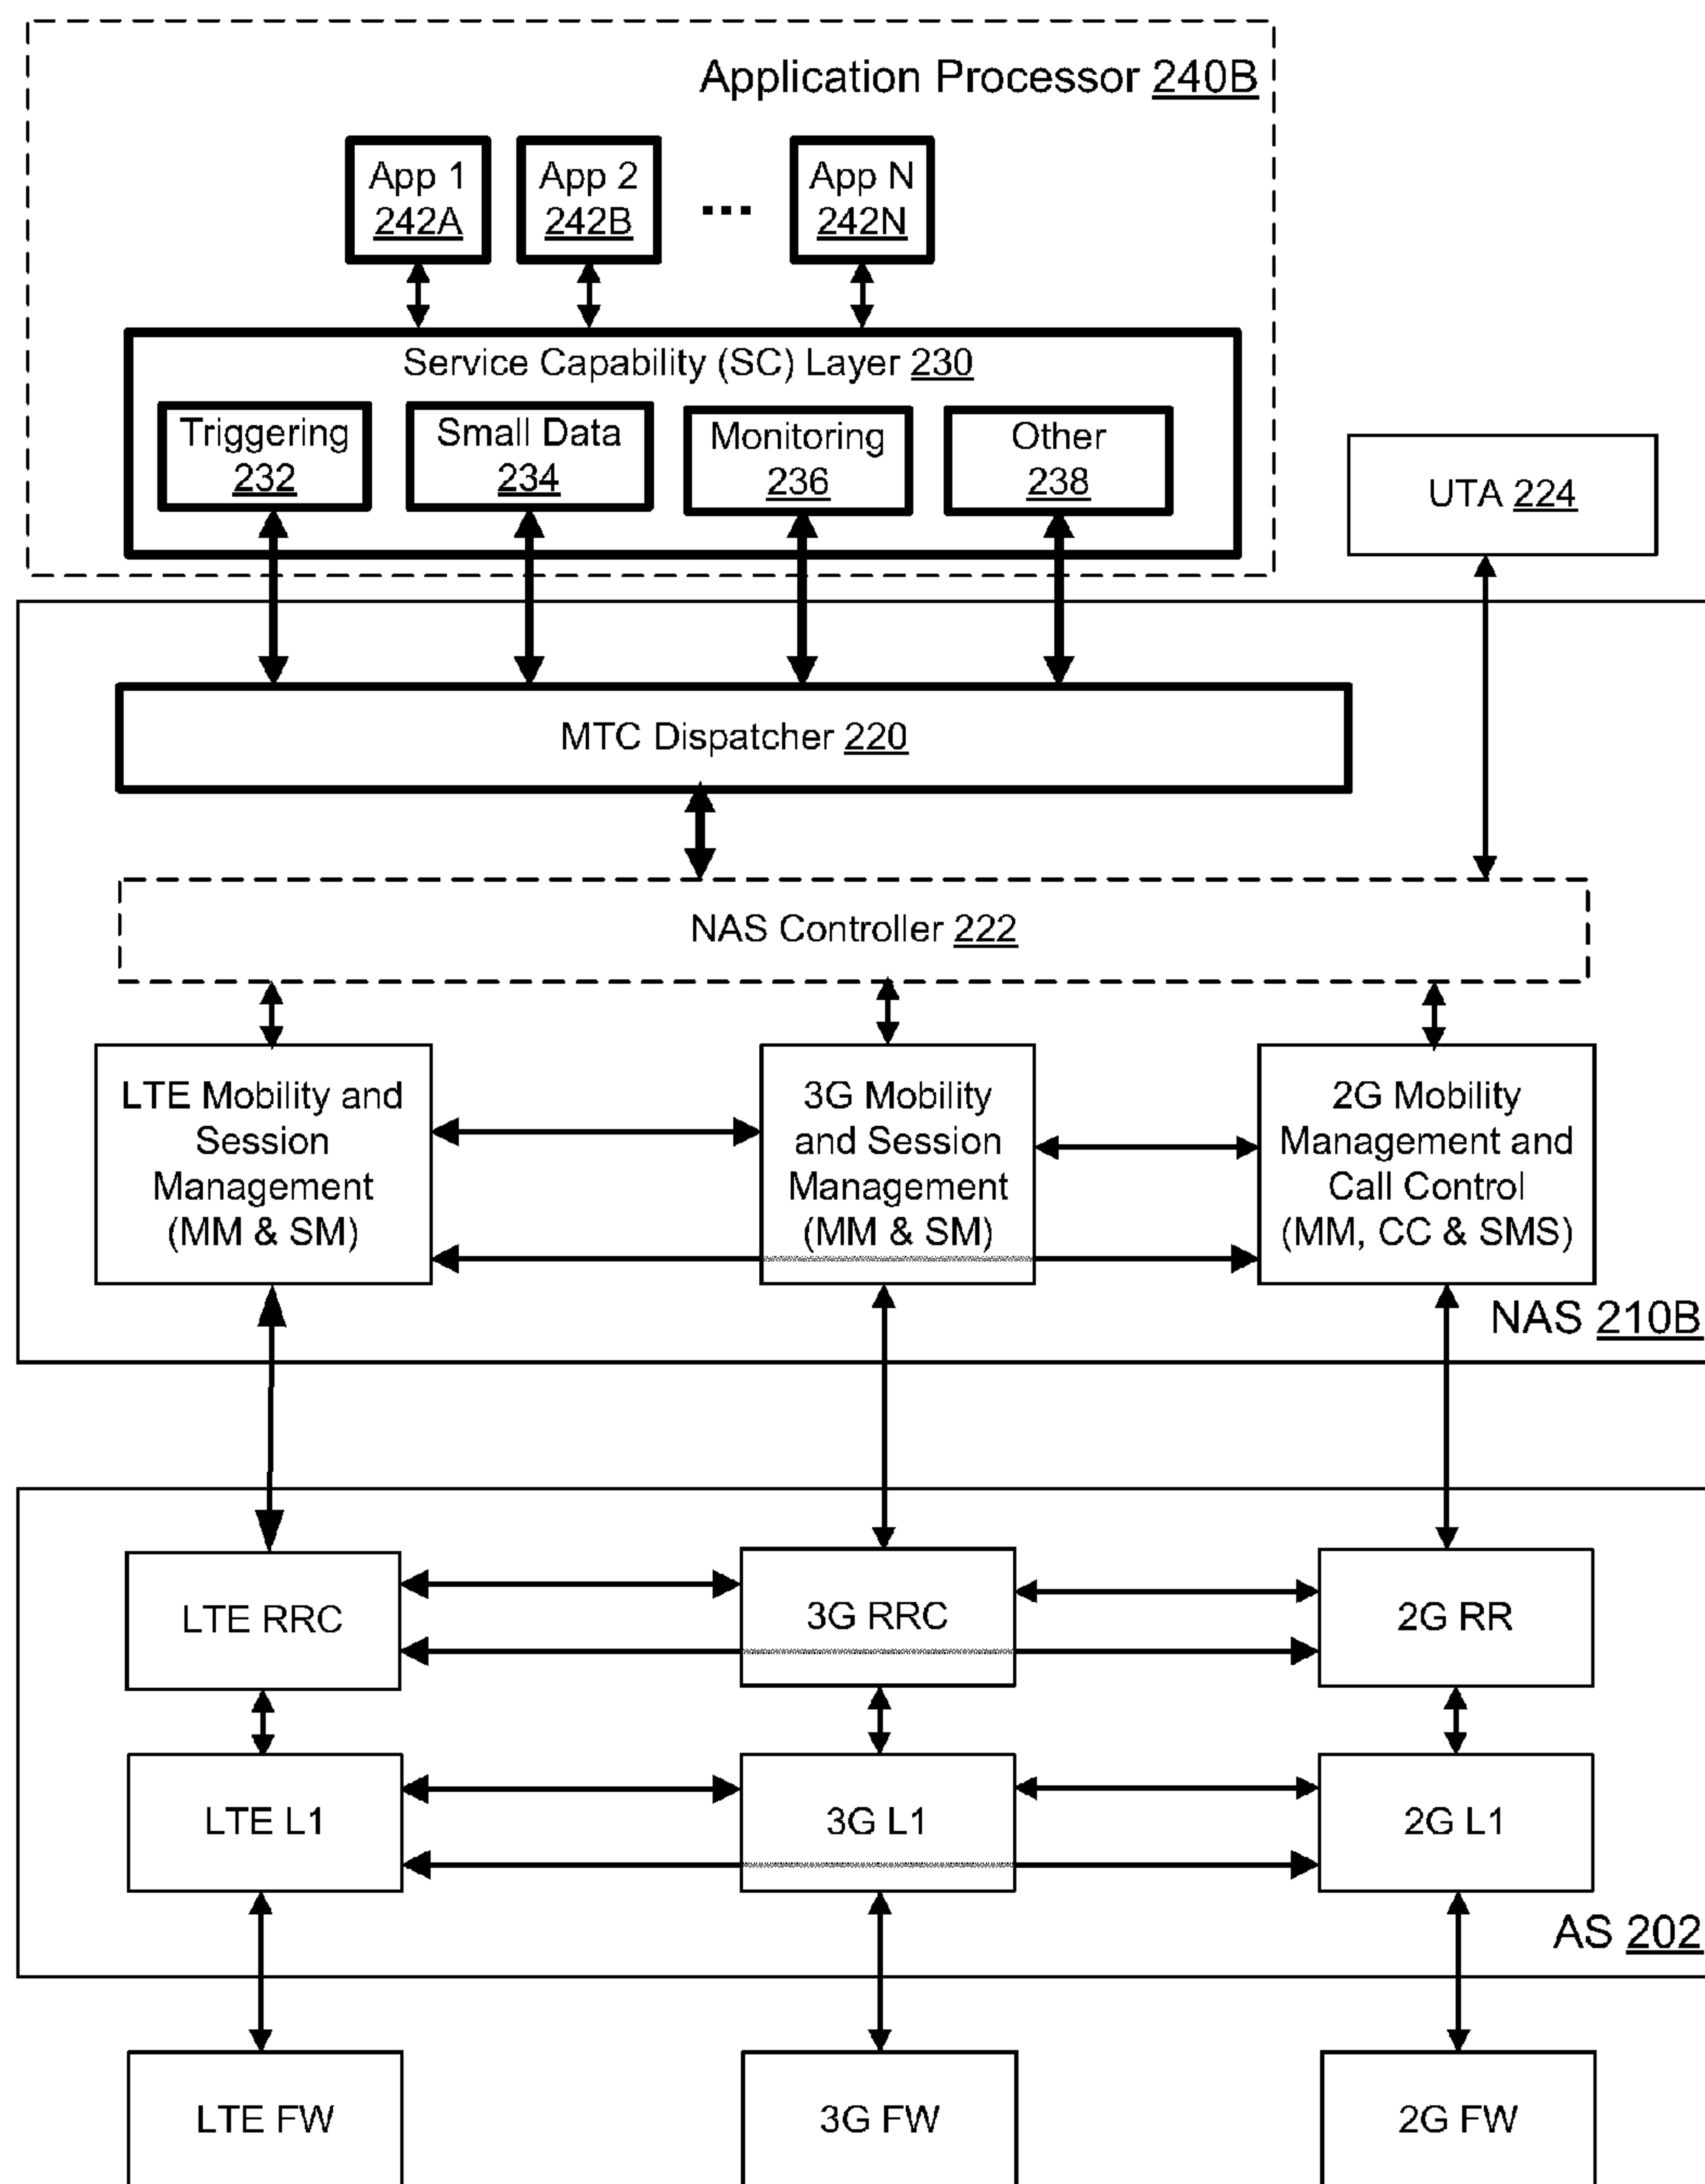 Application Processor 240B
App 1
242A
App 2
242B
...
App N
242N
Service Capability (SC) Layer 230
Triggering
232
Small Data
234
Monitoring
236
Other
238
UTA 224
MTC Dispatcher 220
NAS Controller 222
LTE Mobility and
Session
Management
(MM & SM)
3G Mobility
and Session
Management
(MM & SM)
2G Mobility
Management and
Call Control
(MM, CC & SMS)
NAS 210B
LTE RRC
3G RRC
2G RR
LTE L1
3G L1
2G L1
AS 202
LTE FW
3G FW
2G FW